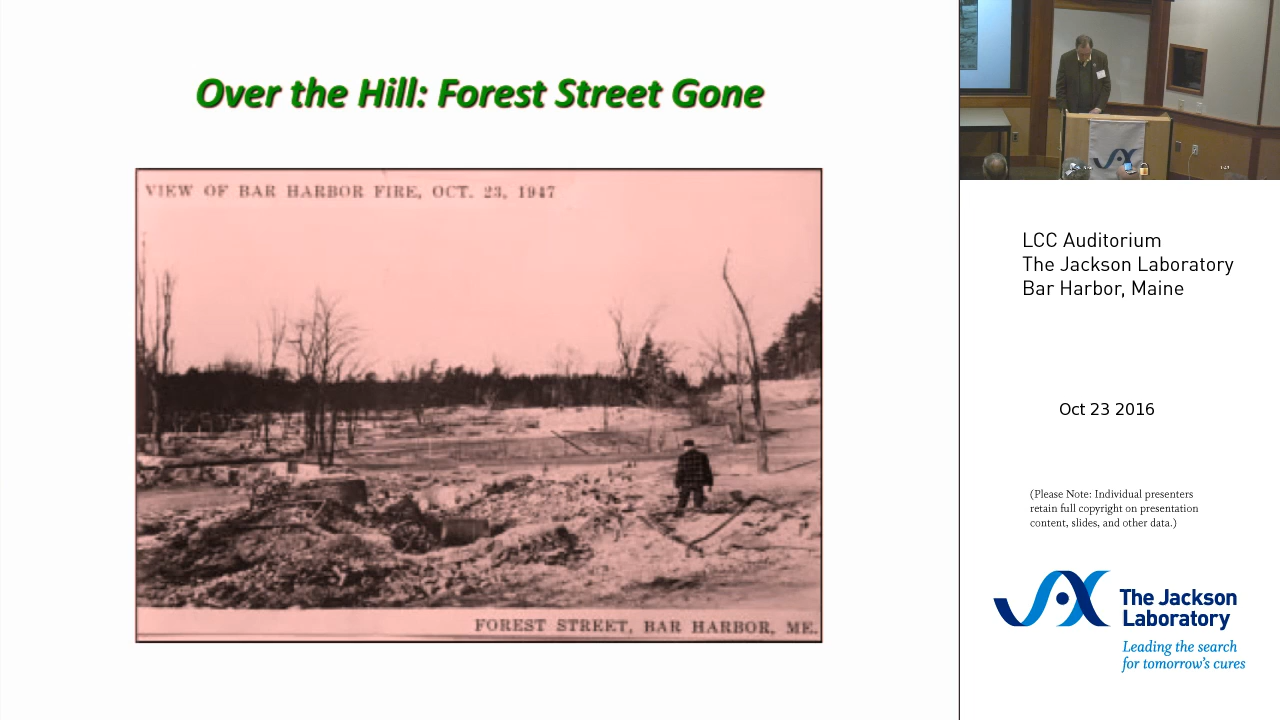 Over the Hill: Forest Street Gone
VIEW OF BAR HARBOR FIRE, OCT. 23, 1947
FOREST STREET, BAR HARBOR, ME.
LCC Auditorium
The Jackson Laboratory
Bar Harbor, Maine
Oct 23 2016
(Please Note: Individual presenters
retain full copyright on presentation
content, slides, and other data.)
The Jackson
Laboratory
Leading the search
for tomorrow's cures